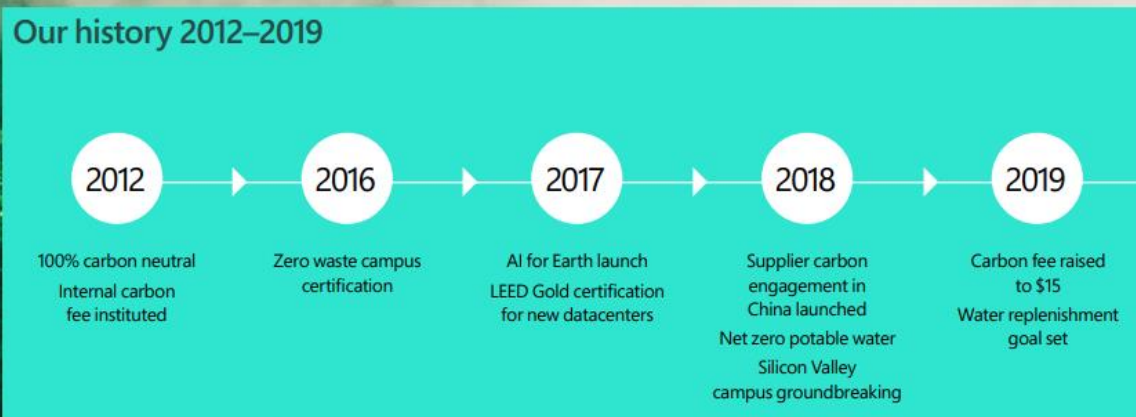 Our history 2012–2019
2012
100% carbon neutral
Internal carbon
fee instituted
2016
Zero waste campus
certification
2017
AI for Earth launch
LEED Gold certification
for new datacenters
2018
Supplier carbon
engagement in
China launched
Net zero potable water
Silicon Valley
campus groundbreaking
2019
Carbon fee raised
to $15
Water replenishment
goal set